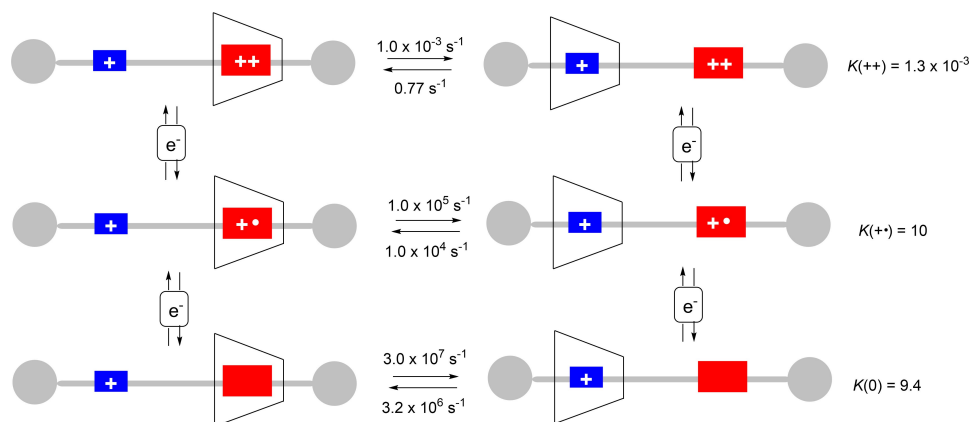 + ++ 1.0 x 10⁻³ s⁻¹ + ++ K(++) = 1.3 x 10⁻³
0.77 s⁻¹
e⁻ e⁻
+ +• 1.0 x 10⁵ s⁻¹ + +• K(+•) = 10
1.0 x 10⁴ s⁻¹
e⁻ e⁻
+ 3.0 x 10⁷ s⁻¹ + K(0) = 9.4
3.2 x 10⁶ s⁻¹